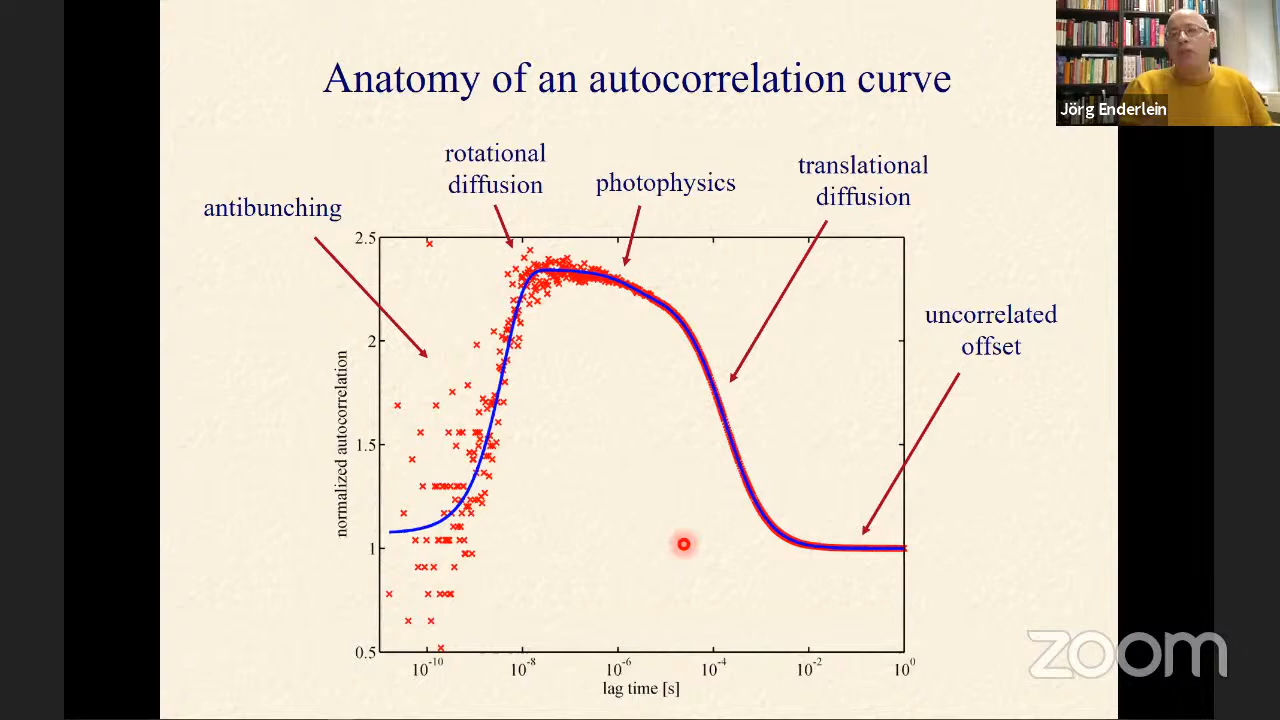 Anatomy of an autocorrelation curve
Jörg Enderlein
rotational
diffusion
photophysics
translational
diffusion
antibunching
uncorrelated
offset
normalized autocorrelation
2.5
2
1.5
1
0.5
10⁻¹⁰
10⁻⁸
10⁻⁶
10⁻⁴
10⁻²
10⁰
lag time [s]
zoom